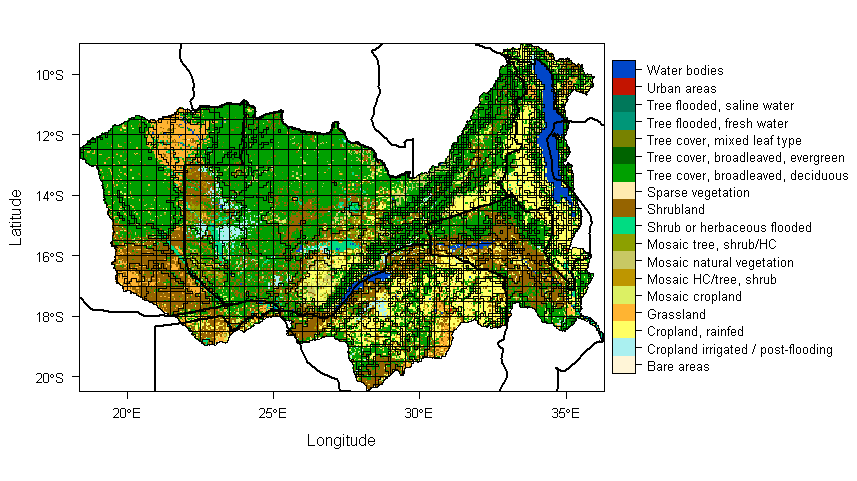 10°S
12°S
14°S
16°S
18°S
20°S
Latitude
20°E
25°E
30°E
35°E
Longitude
Water bodies
Urban areas
Tree flooded, saline water
Tree flooded, fresh water
Tree cover, mixed leaf type
Tree cover, broadleaved, evergreen
Tree cover, broadleaved, deciduous
Sparse vegetation
Shrubland
Shrub or herbaceous flooded
Mosaic tree, shrub/HC
Mosaic natural vegetation
Mosaic HC/tree, shrub
Mosaic cropland
Grassland
Cropland, rainfed
Cropland irrigated / post-flooding
Bare areas